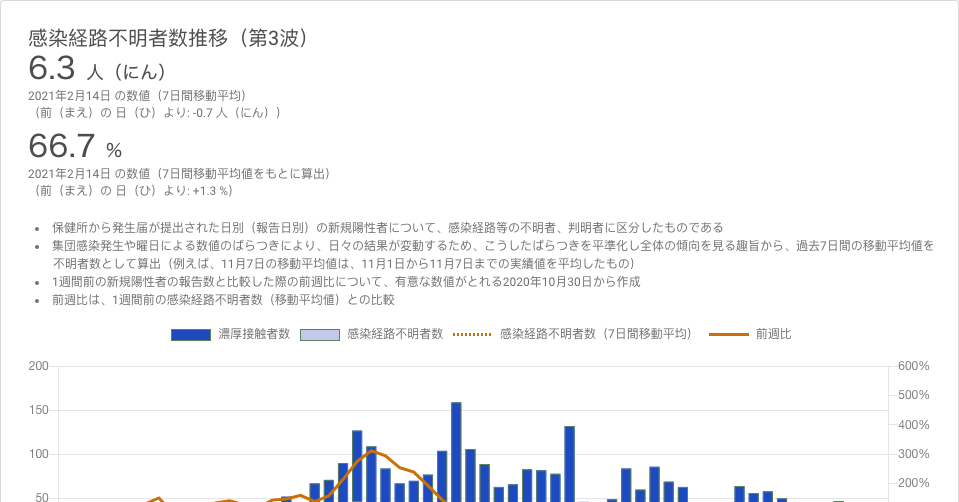 感染経路不明者数推移（第3波）
6.3 人（にん）
2021年2月14日 の数値（7日間移動平均）
（前（まえ）の 日（ひ）より: -0.7 人（にん））
66.7 %
2021年2月14日 の数値（7日間移動平均値をもとに算出）
（前（まえ）の 日（ひ）より: +1.3 %）
保健所から発生届が提出された日別（報告日別）の新規陽性者について、感染経路等の不明者、判明者に区分したものである
集団感染発生や曜日による数値のばらつきにより、日々の結果が変動するため、こうしたばらつきを平準化し全体の傾向を見る趣旨から、過去7日間の移動平均値を
不明者数として算出（例えば、11月7日の移動平均値は、11月1日から11月7日までの実績値を平均したもの）
1週間前の新規陽性者の報告数と比較した際の前週比について、有意な数値がとれる2020年10月30日から作成
前週比は、1週間前の感染経路不明者数（移動平均値）との比較
濃厚接触者数 感染経路不明者数 感染経路不明者数（7日間移動平均） 前週比
200 600%
500%
150
400%
100 300%
200%
50